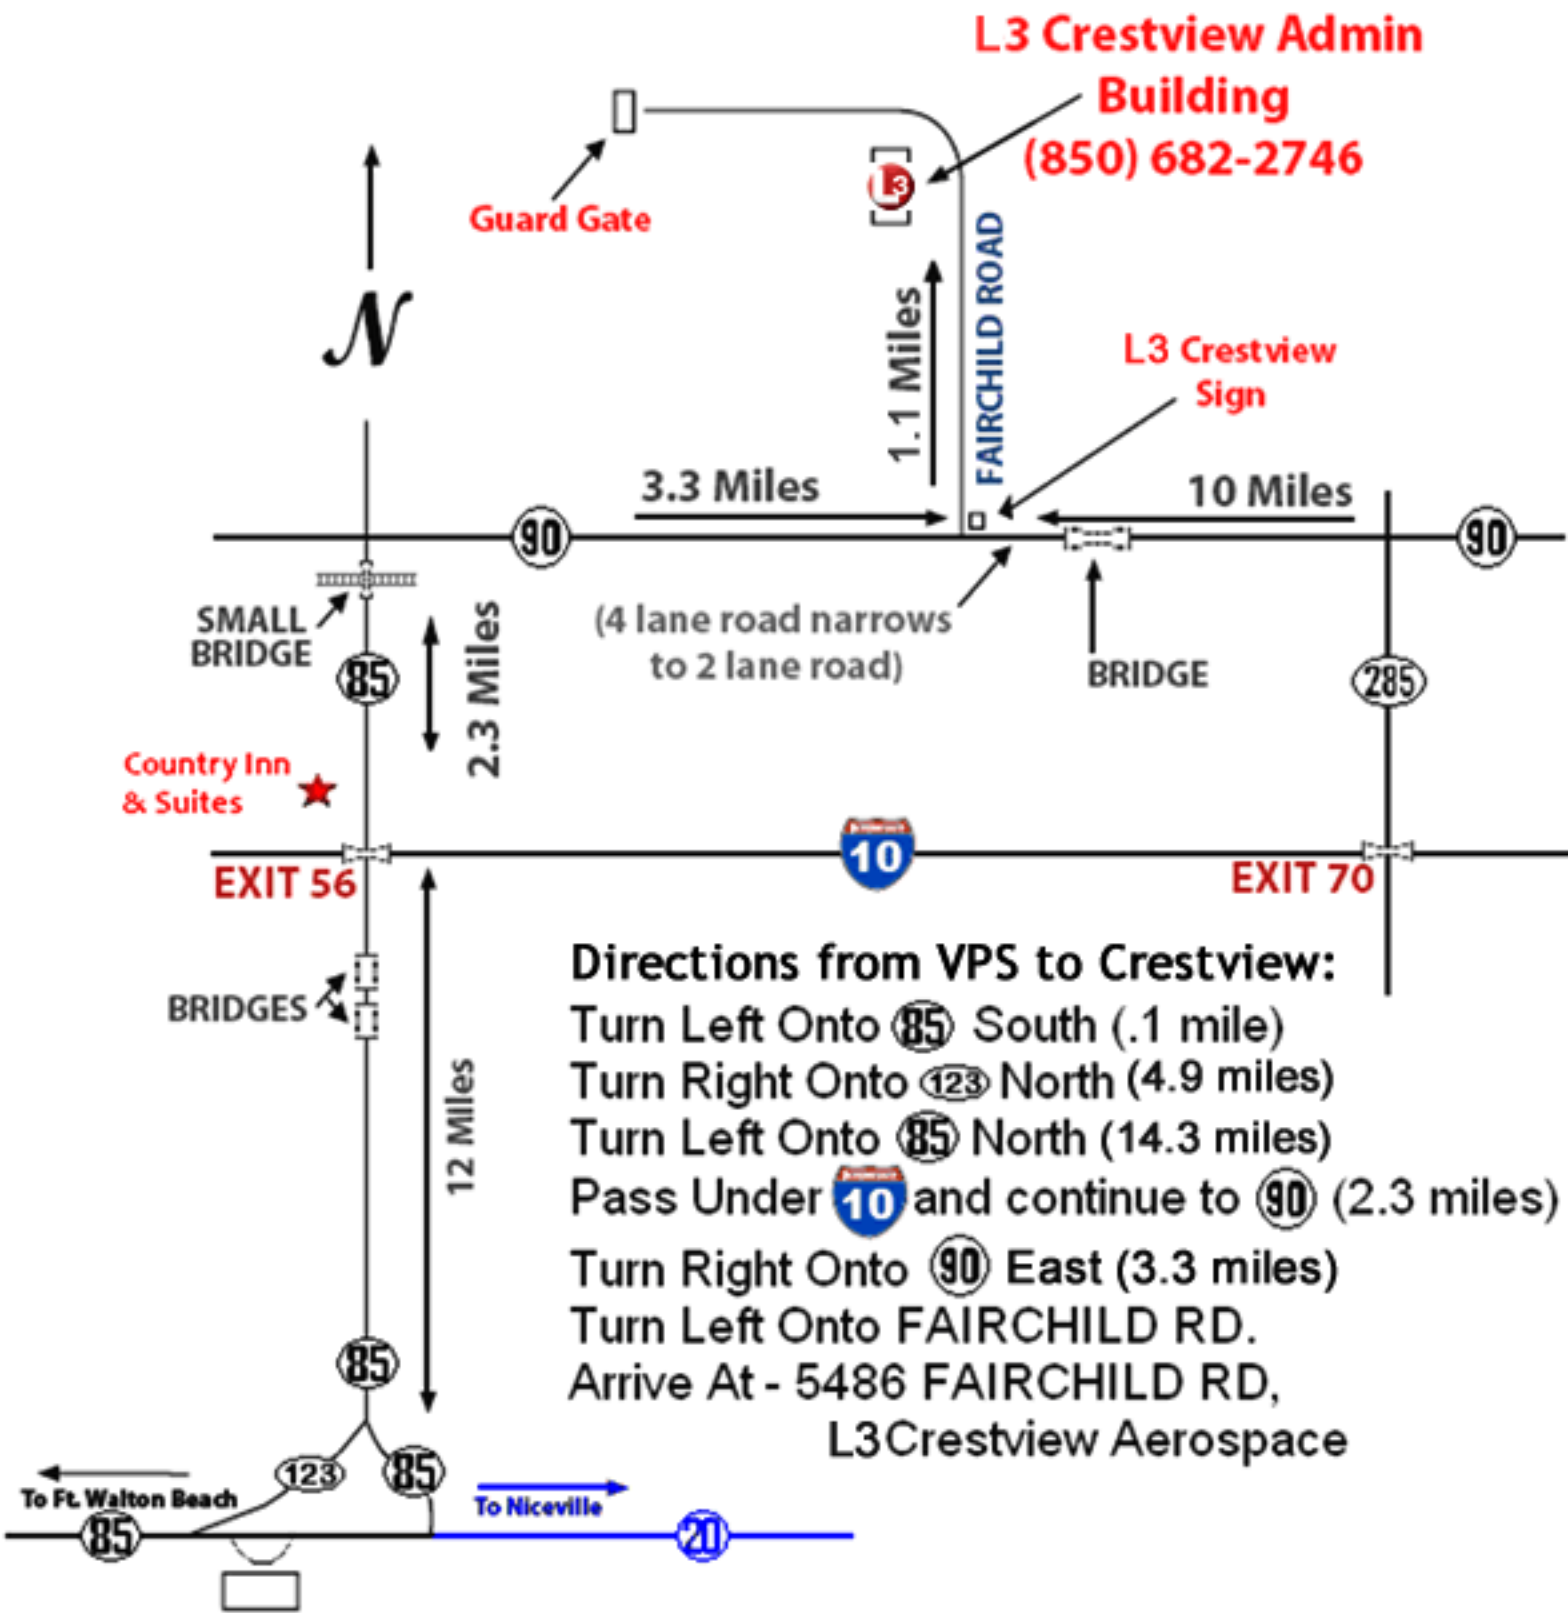 L3 Crestview Admin
Building
(850) 682-2746
Guard Gate
L3
N
FAIRCHILD ROAD
1.1 Miles
L3 Crestview
Sign
3.3 Miles
10 Miles
90
90
SMALL
BRIDGE
(4 lane road narrows
to 2 lane road)
BRIDGE
85
2.3 Miles
285
Country Inn
& Suites
10
EXIT 56
EXIT 70
BRIDGES
12 MIles
Directions from VPS to Crestview:
Turn Left Onto 85 South (.1 mile)
Turn Right Onto 123 North (4.9 miles)
Turn Left Onto 85 North (14.3 miles)
Pass Under 10 and continue to 90 (2.3 miles)
Turn Right Onto 90 East (3.3 miles)
Turn Left Onto FAIRCHILD RD.
Arrive At - 5486 FAIRCHILD RD,
L3Crestview Aerospace
85
123
85
To Ft. Walton Beach
To Niceville
85
20